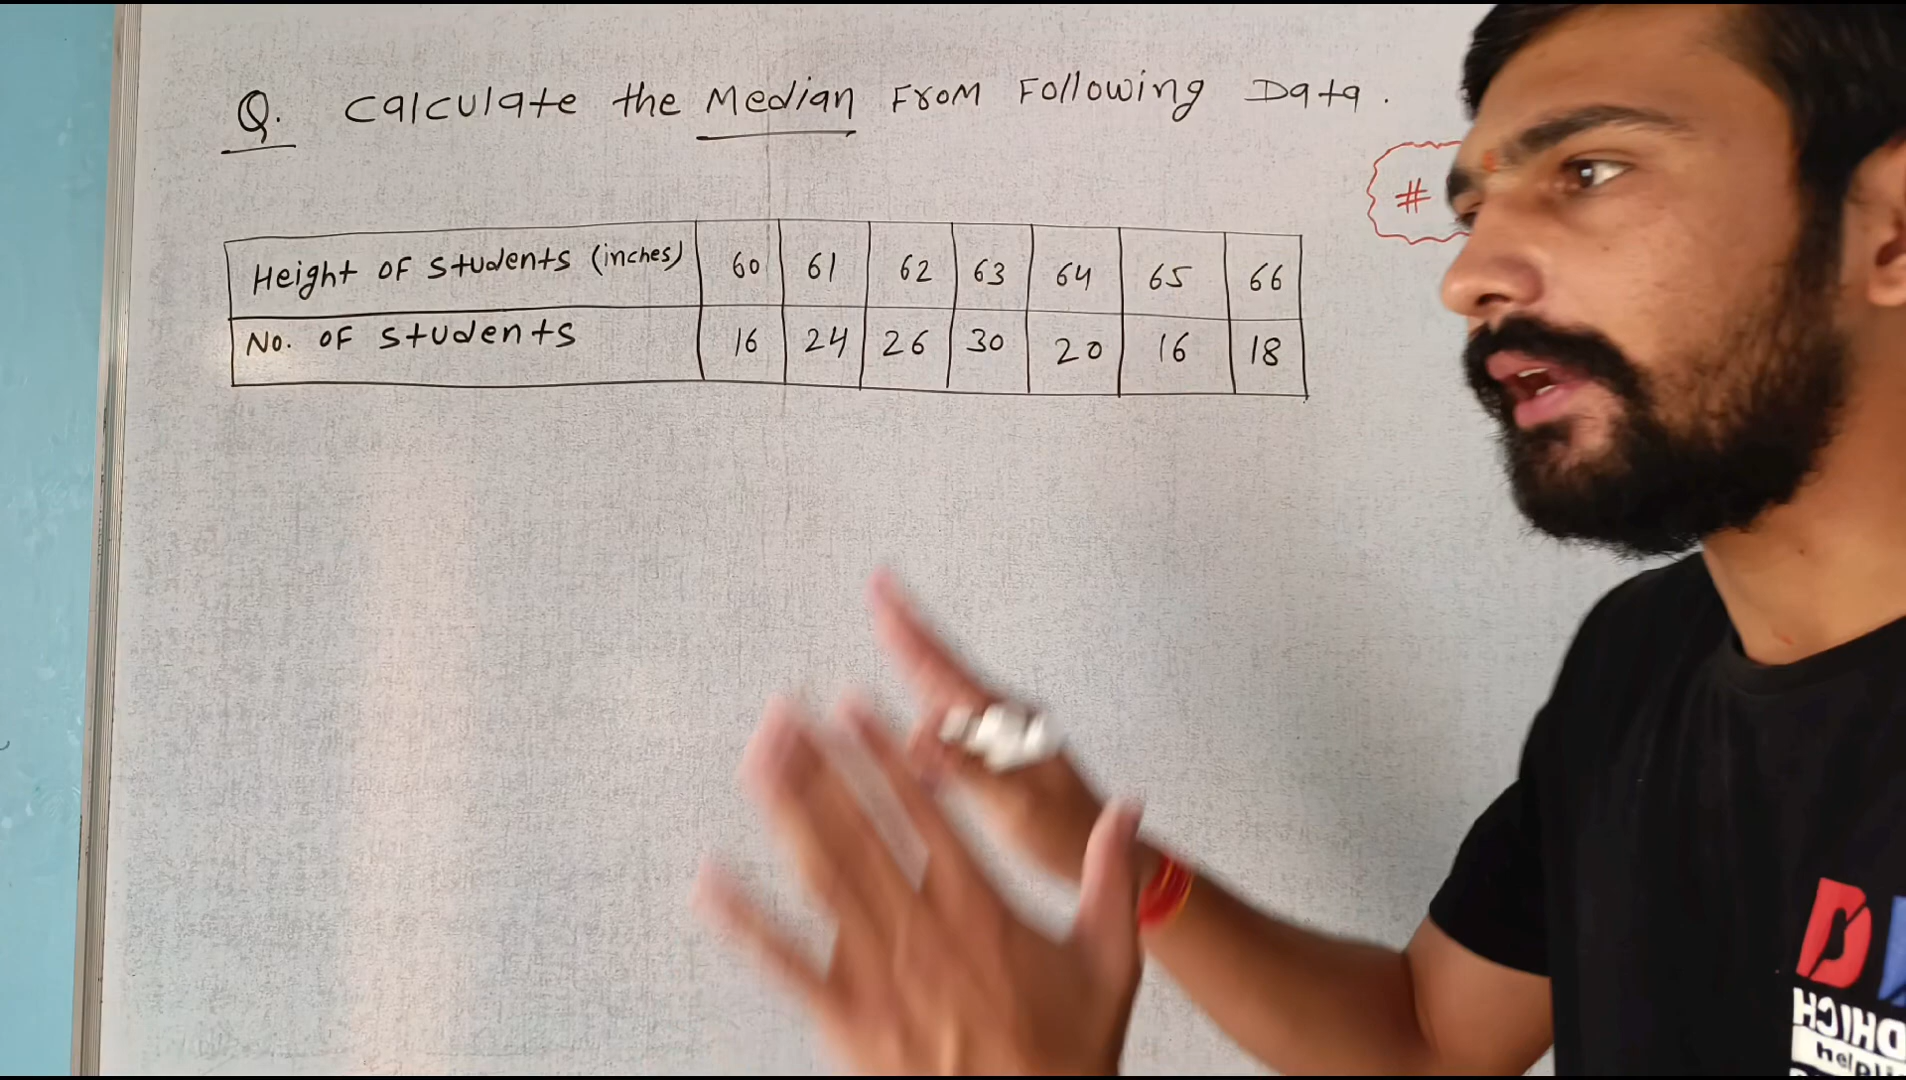 Q. Calculate the Median From Following Data.
#
Height of students (inches) 60 61 62 63 64 65 66
No. of students 16 24 26 30 20 16 18